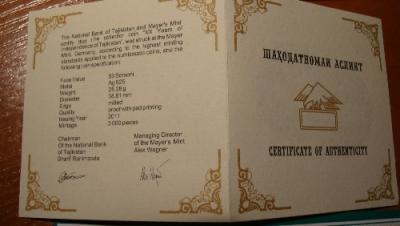 The National Bank of Tajikistan and Mayer's Mint
certify that the collector coin "XX Years of
Independence of Tajikistan", was struck at the Mayer
Mint, Germany, according to the highest minting
standards applied to the numismatic coins, and the
following coin specification:
Face Value 50 Somoni
Metal Ag 925
Weight 28.28 g
Diameter 38.61 mm
Edge milled
Quality proof with pad printing
Issuing Year 2011
Mintage 3 000 pieces
Chairman
Of the National Bank
of Tajikistan
Sharif Rahimzoda
Managing Director
of the Mayer's Mint
Alex Wegner
ШАҲОДАТНОМАИ АСЛИЯТ
CERTIFICATE OF AUTHENTICITY